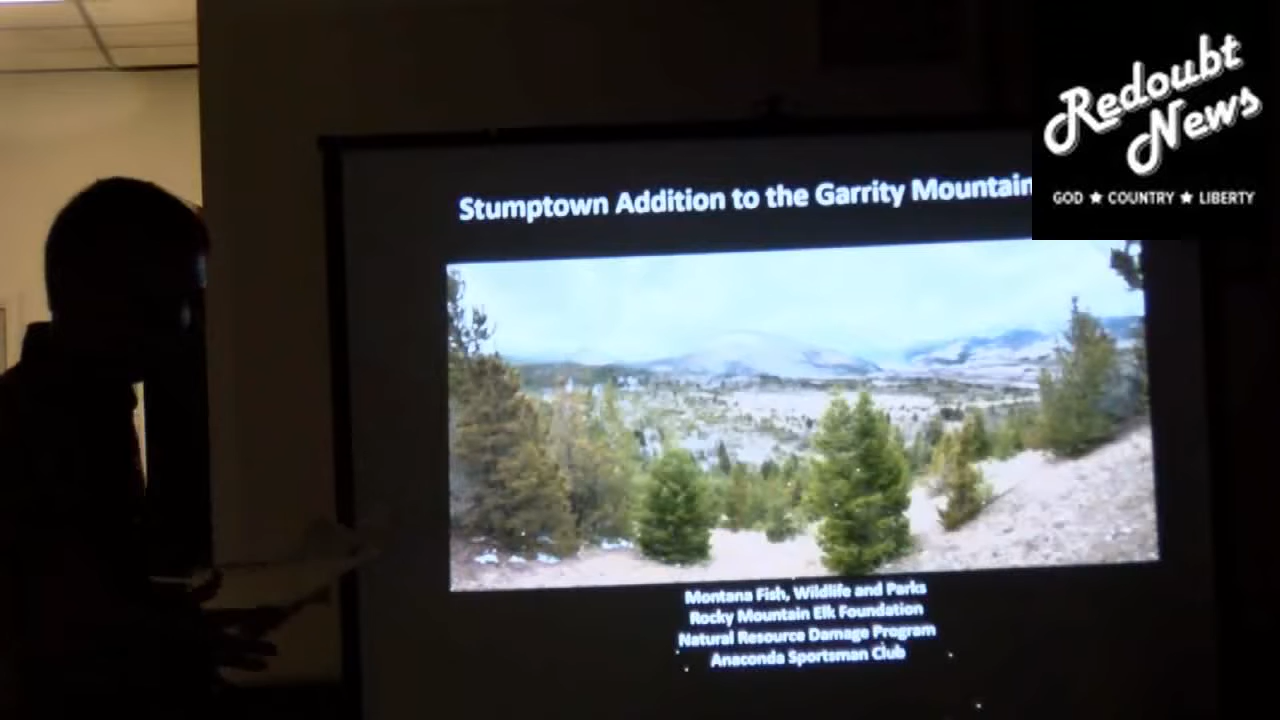 Redoubt
News
GOD ★ COUNTRY ★ LIBERTY
Stumptown Addition to the Garrity Mountain
Montana Fish, Wildlife and Parks
Rocky Mountain Elk Foundation
Natural Resource Damage Program
Anaconda Sportsman Club